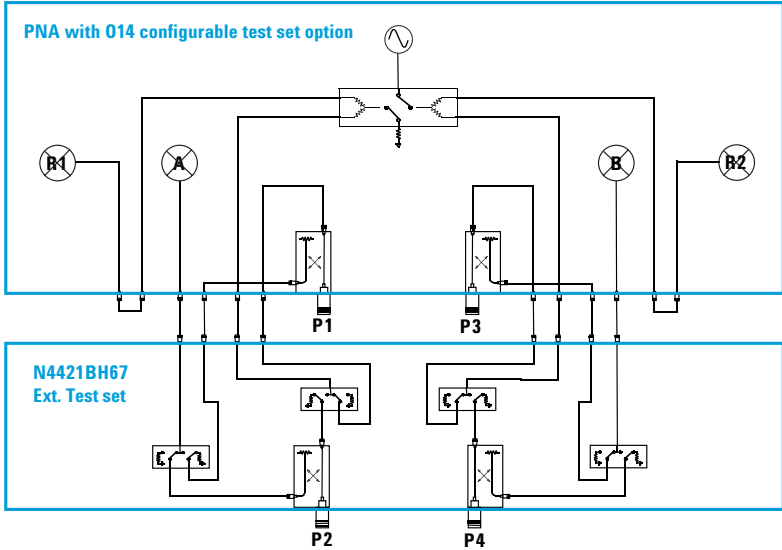 PNA with 014 configurable test set option
R1
A
B
R2
P1
P3
N4421BH67
Ext. Test set
P2
P4